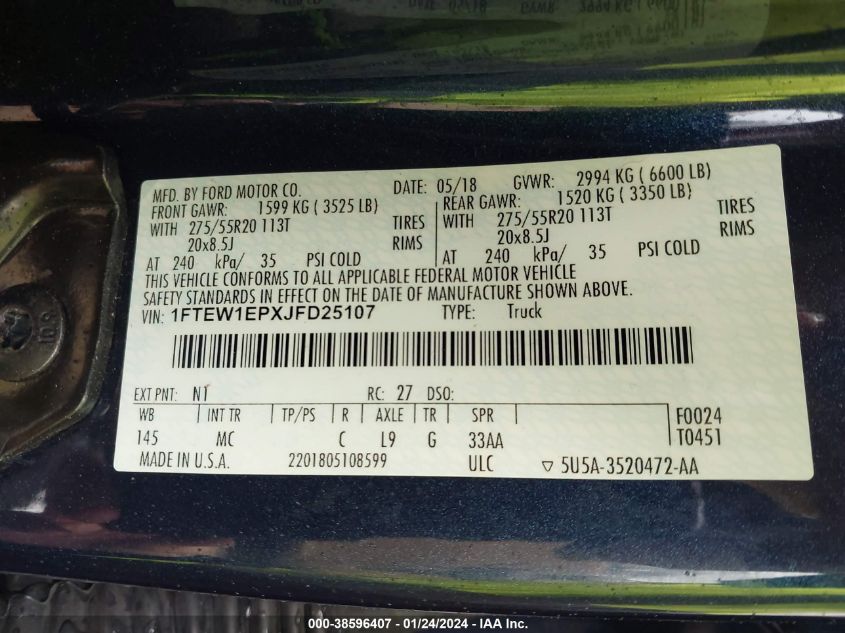 MFD. BY FORD MOTOR CO. DATE: 05/18 GVWR: 2994 KG ( 6600 LB)
FRONT GAWR: 1599 KG ( 3525 LB) REAR GAWR: 1520 KG ( 3350 LB)
WITH 275/55R20 113T TIRES WITH 275/55R20 113T TIRES
20x8.5J RIMS 20x8.5J RIMS
AT 240 kPa/ 35 PSI COLD AT 240 kPa/ 35 PSI COLD
THIS VEHICLE CONFORMS TO ALL APPLICABLE FEDERAL MOTOR VEHICLE
SAFETY STANDARDS IN EFFECT ON THE DATE OF MANUFACTURE SHOWN ABOVE.
VIN: 1FTEW1EPXJFD25107 TYPE: Truck
EXT PNT: N1 RC: 27 DSO:
WB INT TR TP/PS R AXLE TR SPR F0024
145 MC C L9 G 33AA T0451
MADE IN U.S.A. 2201805108599 ULC ▽ 5U5A-3520472-AA
000-38596407 - 01/24/2024 - IAA Inc.